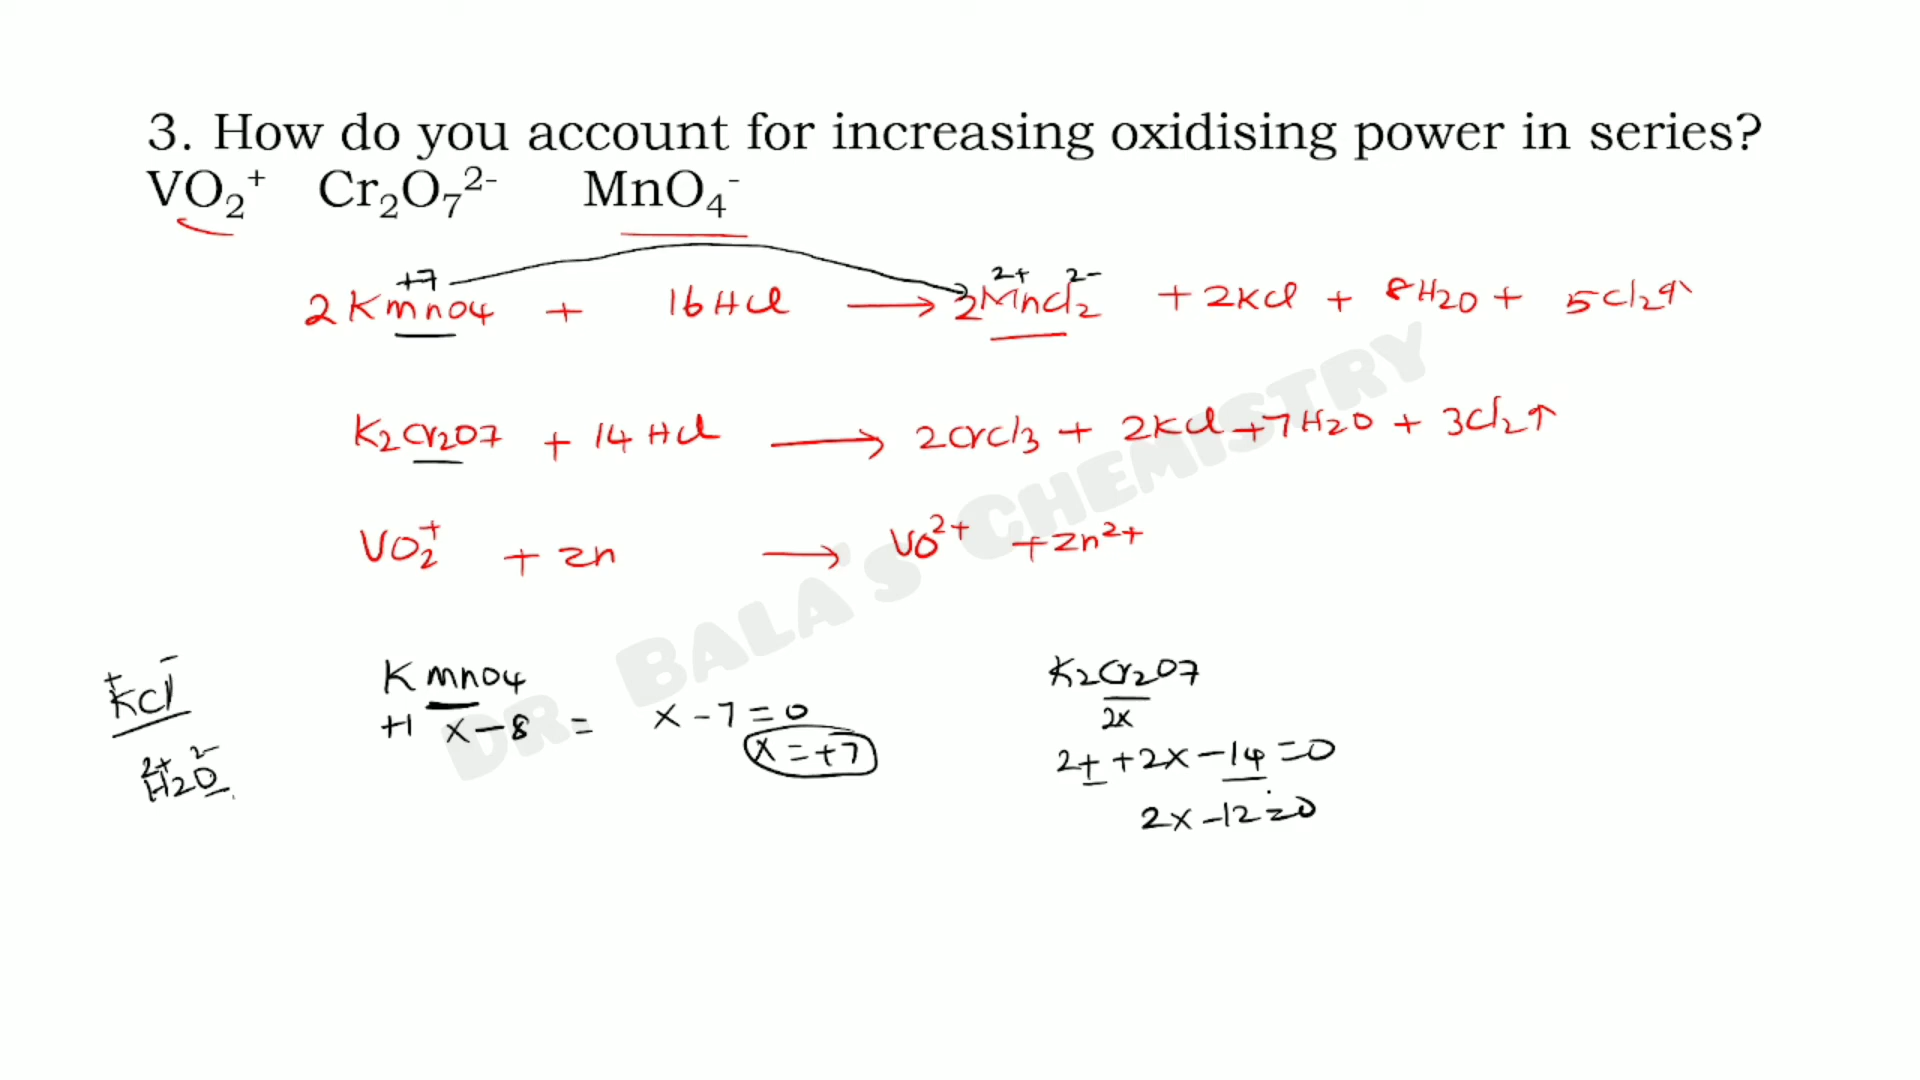 3. How do you account for increasing oxidising power in series?
VO₂⁺ Cr₂O₇²⁻ MnO₄⁻
+7 2+ 2-
2KmnO4 + 16HCl → 2MnCl₂ + 2KCl + 8H2O + 5Cl₂↑
K₂Cr₂O7 + 14HCl → 2CrCl3 + 2KCl + 7H2O + 3Cl₂↑
VO₂⁺ + zn → VO²⁺ + zn²⁺
DR. BALA'S CHEMISTRY
+ -
KCl
2+ 2-
H2O
KmnO4
+1 x-8 = x-7=0
x=+7
K₂Cr₂O7
2x
2+ +2x-14=0
2x-12=0